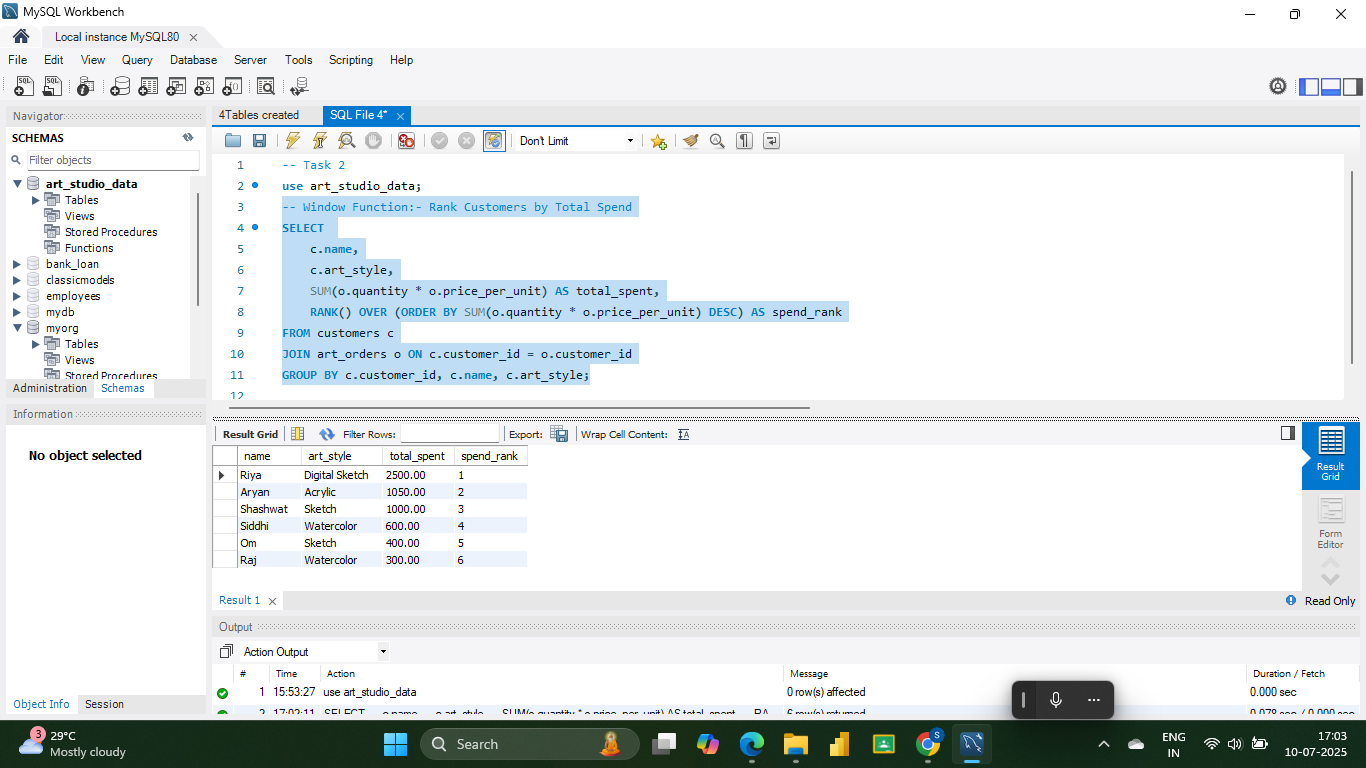 MySQL Workbench
Local instance MySQL80
File Edit View Query Database Server Tools Scripting Help
Navigator
SCHEMAS
Filter objects
art_studio_data
Tables
Views
Stored Procedures
Functions
bank_loan
classicmodels
employees
mydb
myorg
Tables
Views
Stored Procedures
Administration Schemas
Information
No object selected
Object Info Session
4Tables created SQL File 4*
Don't Limit
1 -- Task 2
2 use art_studio_data;
3 -- Window Function:- Rank Customers by Total Spend
4 SELECT
5 c.name,
6 c.art_style,
7 SUM(o.quantity * o.price_per_unit) AS total_spent,
8 RANK() OVER (ORDER BY SUM(o.quantity * o.price_per_unit) DESC) AS spend_rank
9 FROM customers c
10 JOIN art_orders o ON c.customer_id = o.customer_id
11 GROUP BY c.customer_id, c.name, c.art_style;
12
Result Grid Filter Rows: Export: Wrap Cell Content:
name art_style total_spent spend_rank
Riya Digital Sketch 2500.00 1
Aryan Acrylic 1050.00 2
Shashwat Sketch 1000.00 3
Siddhi Watercolor 600.00 4
Om Sketch 400.00 5
Raj Watercolor 300.00 6
Result
Grid
Form
Editor
Result 1
Read Only
Output
Action Output
# Time Action Message Duration / Fetch
1 15:53:27 use art_studio_data 0 row(s) affected 0.000 sec
2 17:02:11 SELECT c.name, c.art_style, SUM(o.quantity * o.price_per_unit) AS total_spent, RA... 6 row(s) returned 0.078 sec / 0.000 sec
3
29°C
Mostly cloudy
Search
S
ENG
IN
17:03
10-07-2025